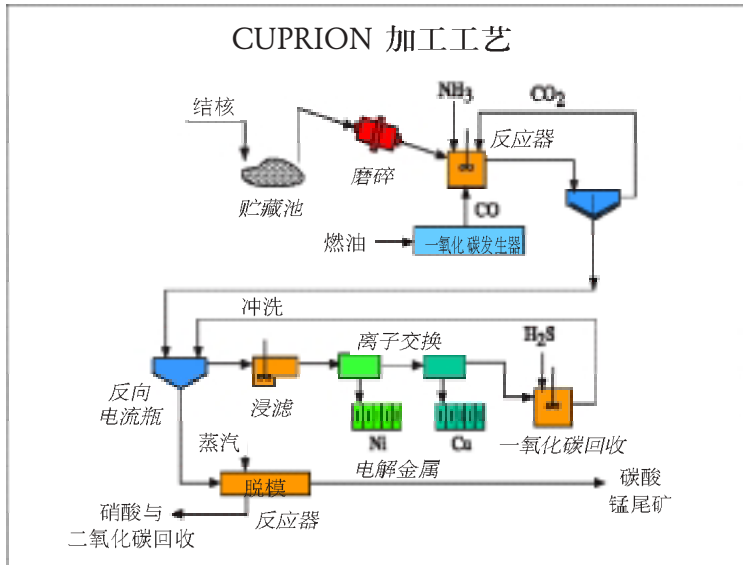 CUPRION 加工工艺
NH3
CO2
结核
反应器
磨碎
贮藏池
CO
燃油
一氧化碳发生器
冲洗
H2S
离子交换
反向
电流瓶
浸滤
Ni
Cu
一氧化碳回收
蒸汽
电解金属
脱模
碳酸
锰尾矿
硝酸与
二氧化碳回收
反应器